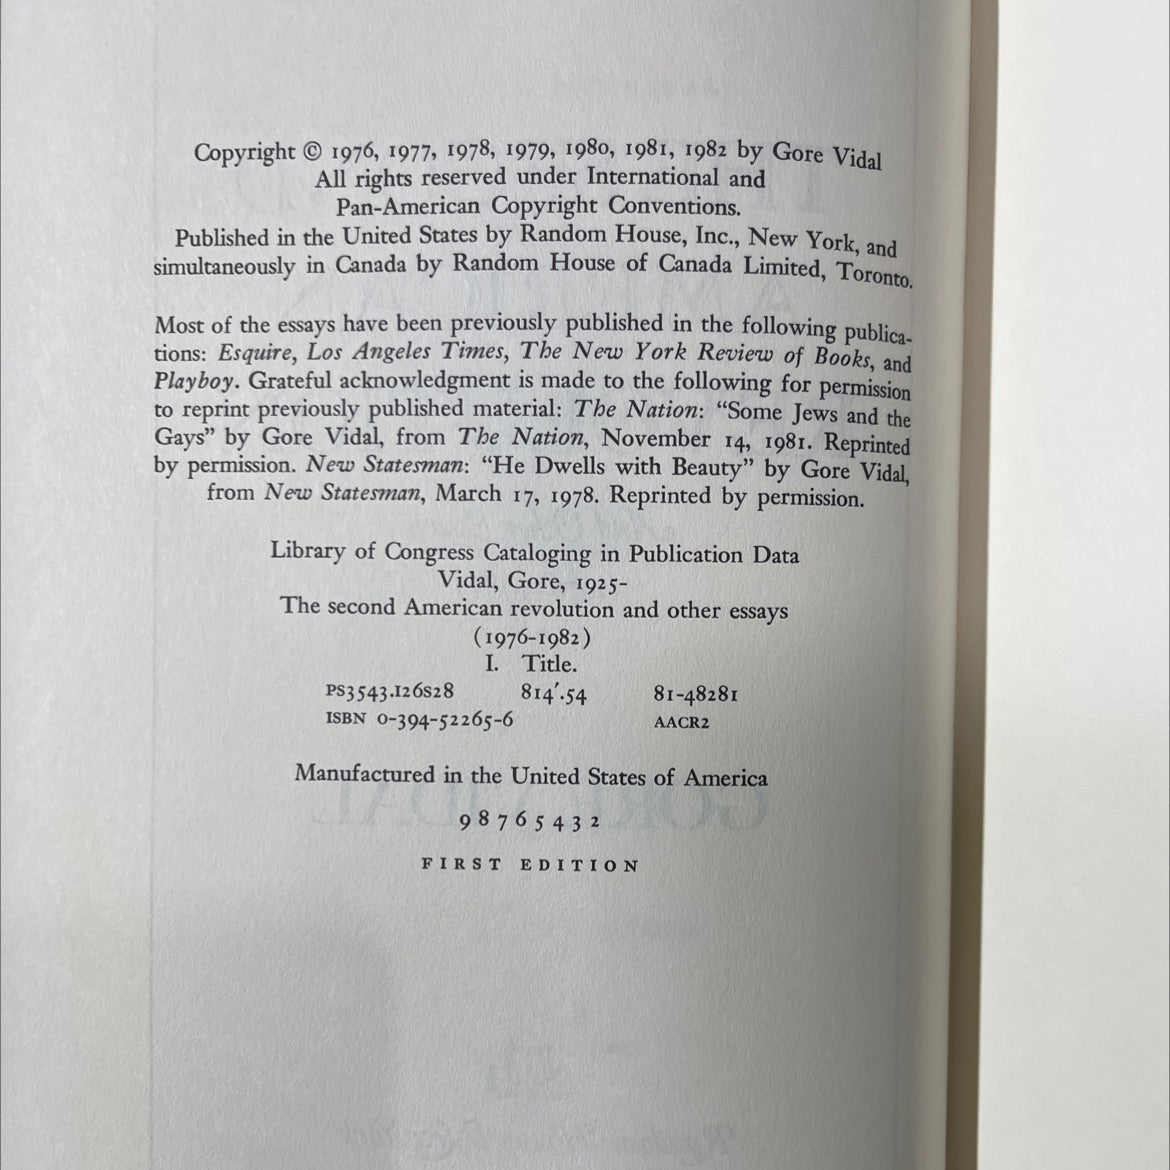 Copyright © 1976, 1977, 1978, 1979, 1980, 1981, 1982 by Gore Vidal
All rights reserved under International and
Pan-American Copyright Conventions.
Published in the United States by Random House, Inc., New York, and
simultaneously in Canada by Random House of Canada Limited, Toronto.
Most of the essays have been previously published in the following publica-
tions: Esquire, Los Angeles Times, The New York Review of Books, and
Playboy. Grateful acknowledgment is made to the following for permission
to reprint previously published material: The Nation: “Some Jews and the
Gays” by Gore Vidal, from The Nation, November 14, 1981. Reprinted
by permission. New Statesman: “He Dwells with Beauty” by Gore Vidal,
from New Statesman, March 17, 1978. Reprinted by permission.
Library of Congress Cataloging in Publication Data
Vidal, Gore, 1925-
The second American revolution and other essays
(1976-1982)
I. Title.
PS3543.I26S28 814′.54 81-48281
ISBN 0-394-52265-6 AACR2
Manufactured in the United States of America
9 8 7 6 5 4 3 2
FIRST EDITION